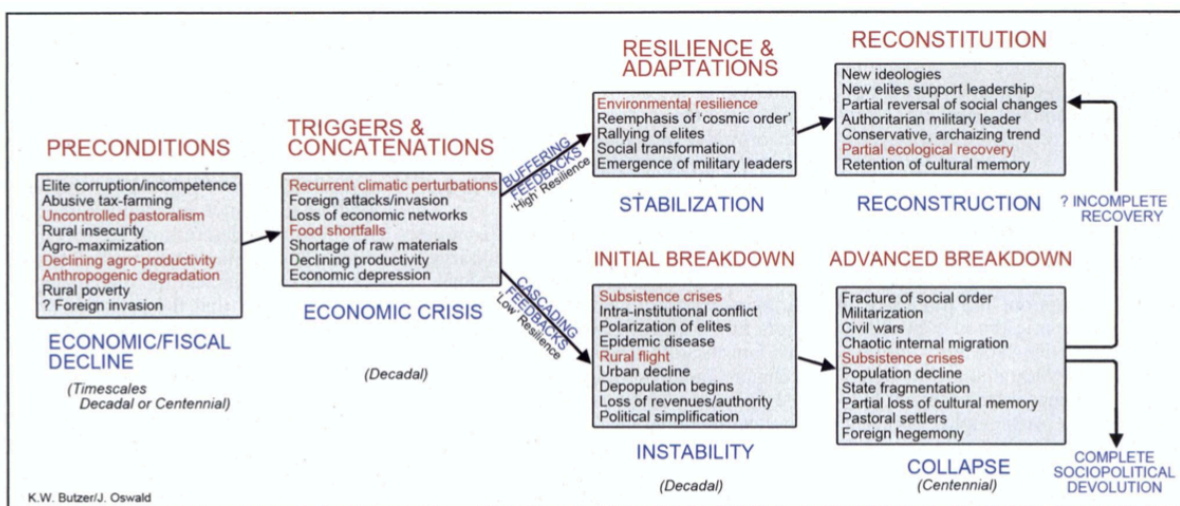 PRECONDITIONS
Elite corruption/incompetence
Abusive tax-farming
Uncontrolled pastoralism
Rural insecurity
Agro-maximization
Declining agro-productivity
Anthropogenic degradation
Rural poverty
? Foreign invasion
ECONOMIC/FISCAL
DECLINE
(Timescales
Decadal or Centennial)
TRIGGERS &
CONCATENATIONS
Recurrent climatic perturbations
Foreign attacks/invasion
Loss of economic networks
Food shortfalls
Shortage of raw materials
Declining productivity
Economic depression
ECONOMIC CRISIS
(Decadal)
BUFFERING
FEEDBACKS
'High' Resilience
RESILIENCE &
ADAPTATIONS
Environmental resilience
Reemphasis of 'cosmic order'
Rallying of elites
Social transformation
Emergence of military leaders
STABILIZATION
RECONSTITUTION
New ideologies
New elites support leadership
Partial reversal of social changes
Authoritarian military leader
Conservative, archaizing trend
Partial ecological recovery
Retention of cultural memory
RECONSTRUCTION
? INCOMPLETE
RECOVERY
CASCADING
FEEDBACKS
'Low' Resilience
INITIAL BREAKDOWN
Subsistence crises
Intra-institutional conflict
Polarization of elites
Epidemic disease
Rural flight
Urban decline
Depopulation begins
Loss of revenues/authority
Political simplification
INSTABILITY
(Decadal)
ADVANCED BREAKDOWN
Fracture of social order
Militarization
Civil wars
Chaotic internal migration
Subsistence crises
Population decline
State fragmentation
Partial loss of cultural memory
Pastoral settlers
Foreign hegemony
COLLAPSE
(Centennial)
COMPLETE
SOCIOPOLITICAL
DEVOLUTION
K.W. Butzer/J. Oswald